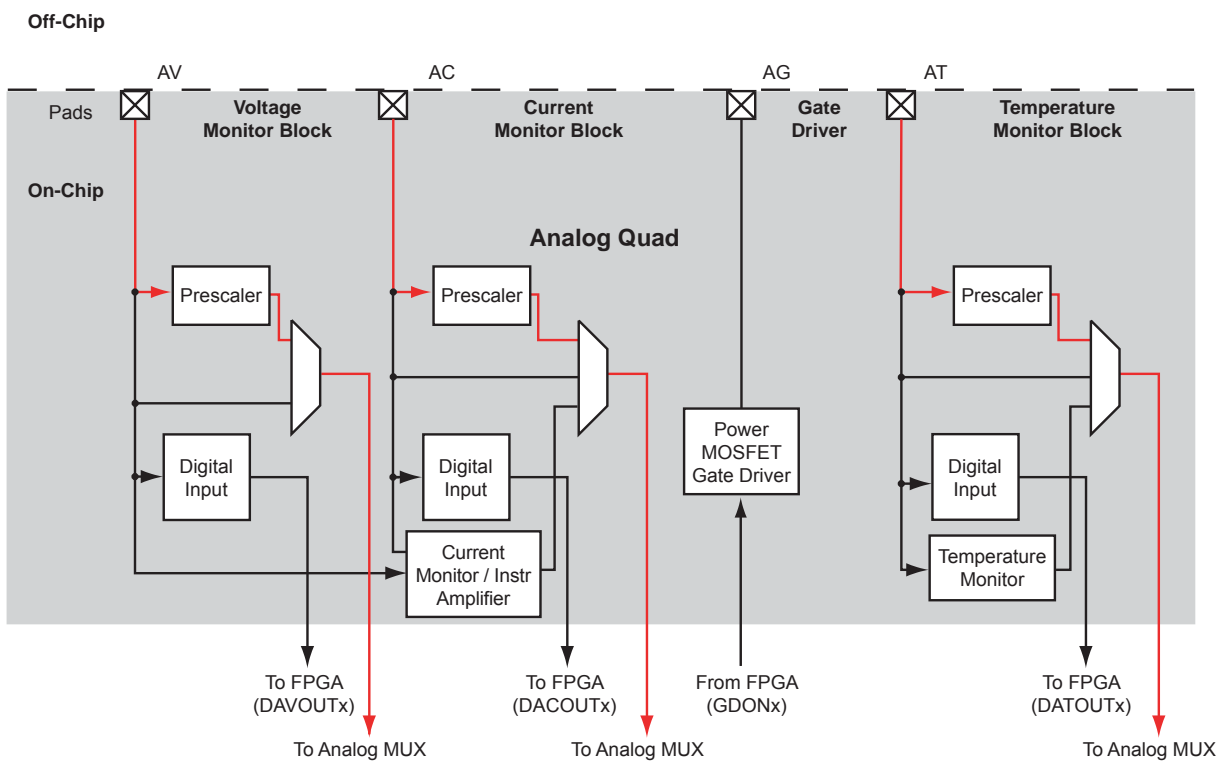 Off-Chip
AV
AC
AG
AT
Pads
Voltage
Monitor Block
Current
Monitor Block
Gate
Driver
Temperature
Monitor Block
On-Chip
Analog Quad
Prescaler
Prescaler
Prescaler
Digital
Input
Digital
Input
Power
MOSFET
Gate Driver
Digital
Input
Current
Monitor / Instr
Amplifier
Temperature
Monitor
To FPGA
(DAVOUTx)
To FPGA
(DACOUTx)
From FPGA
(GDONx)
To FPGA
(DATOUTx)
To Analog MUX
To Analog MUX
To Analog MUX